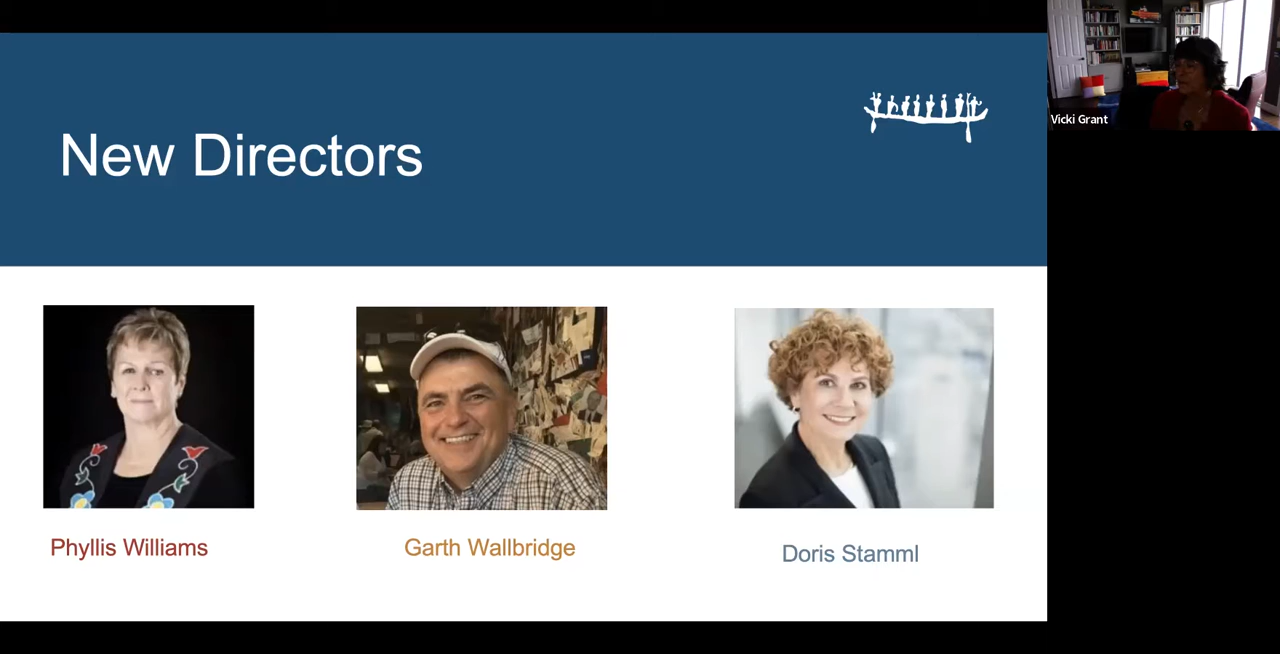 New Directors
Vicki Grant
Phyllis Williams
Garth Wallbridge
Doris Stamml